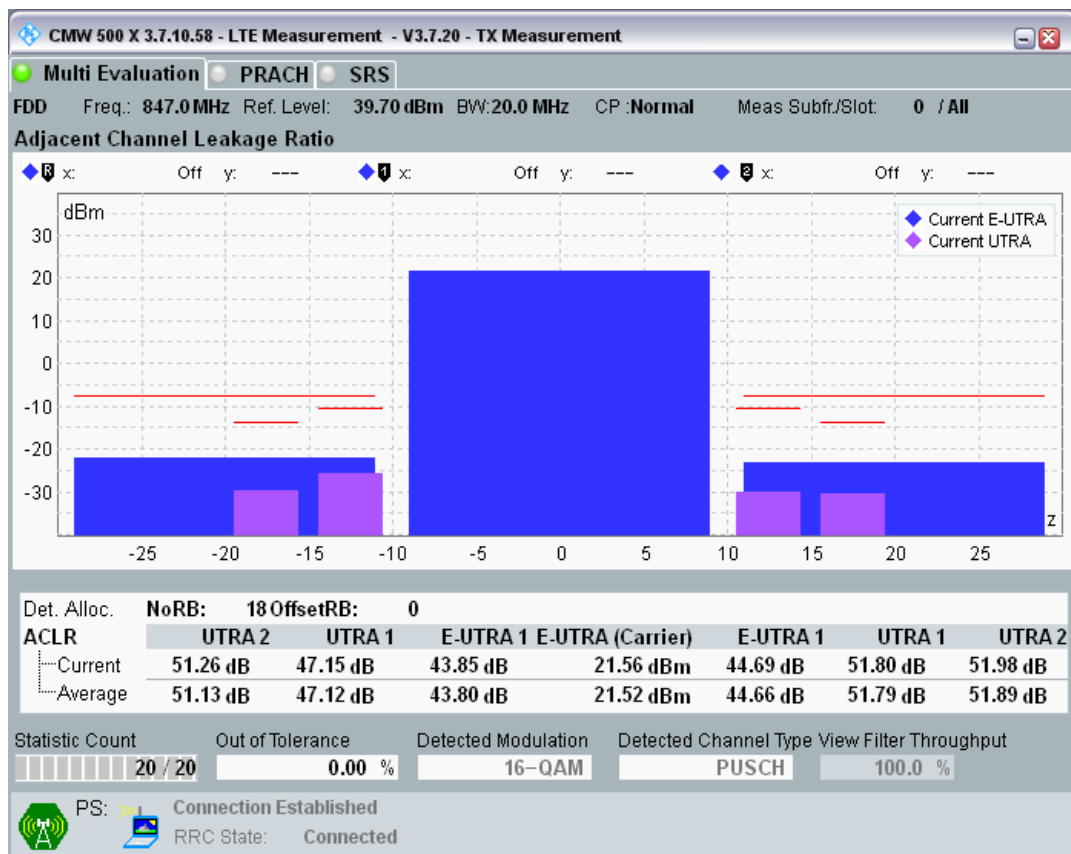 CMW 500 X 3.7.10.58 - LTE Measurement - V3.7.20 - TX Measurement
Multi Evaluation PRACH SRS
FDD Freq.: 847.0 MHz Ref. Level: 39.70 dBm BW:20.0 MHz CP :Normal Meas Subfr./Slot: 0 / All
Adjacent Channel Leakage Ratio
R x: Off y: --- 1 x: Off y: --- 2 x: Off y: ---
dBm
Current E-UTRA
Current UTRA
30
20
10
0
-10
-20
-30
z
-25 -20 -15 -10 -5 0 5 10 15 20 25
Det. Alloc. NoRB: 18 OffsetRB: 0
ACLR UTRA 2 UTRA 1 E-UTRA 1 E-UTRA (Carrier) E-UTRA 1 UTRA 1 UTRA 2
Current 51.26 dB 47.15 dB 43.85 dB 21.56 dBm 44.69 dB 51.80 dB 51.98 dB
Average 51.13 dB 47.12 dB 43.80 dB 21.52 dBm 44.66 dB 51.79 dB 51.89 dB
Statistic Count Out of Tolerance Detected Modulation Detected Channel Type View Filter Throughput
20 / 20 0.00 % 16-QAM PUSCH 100.0 %
PS: Connection Established
RRC State: Connected